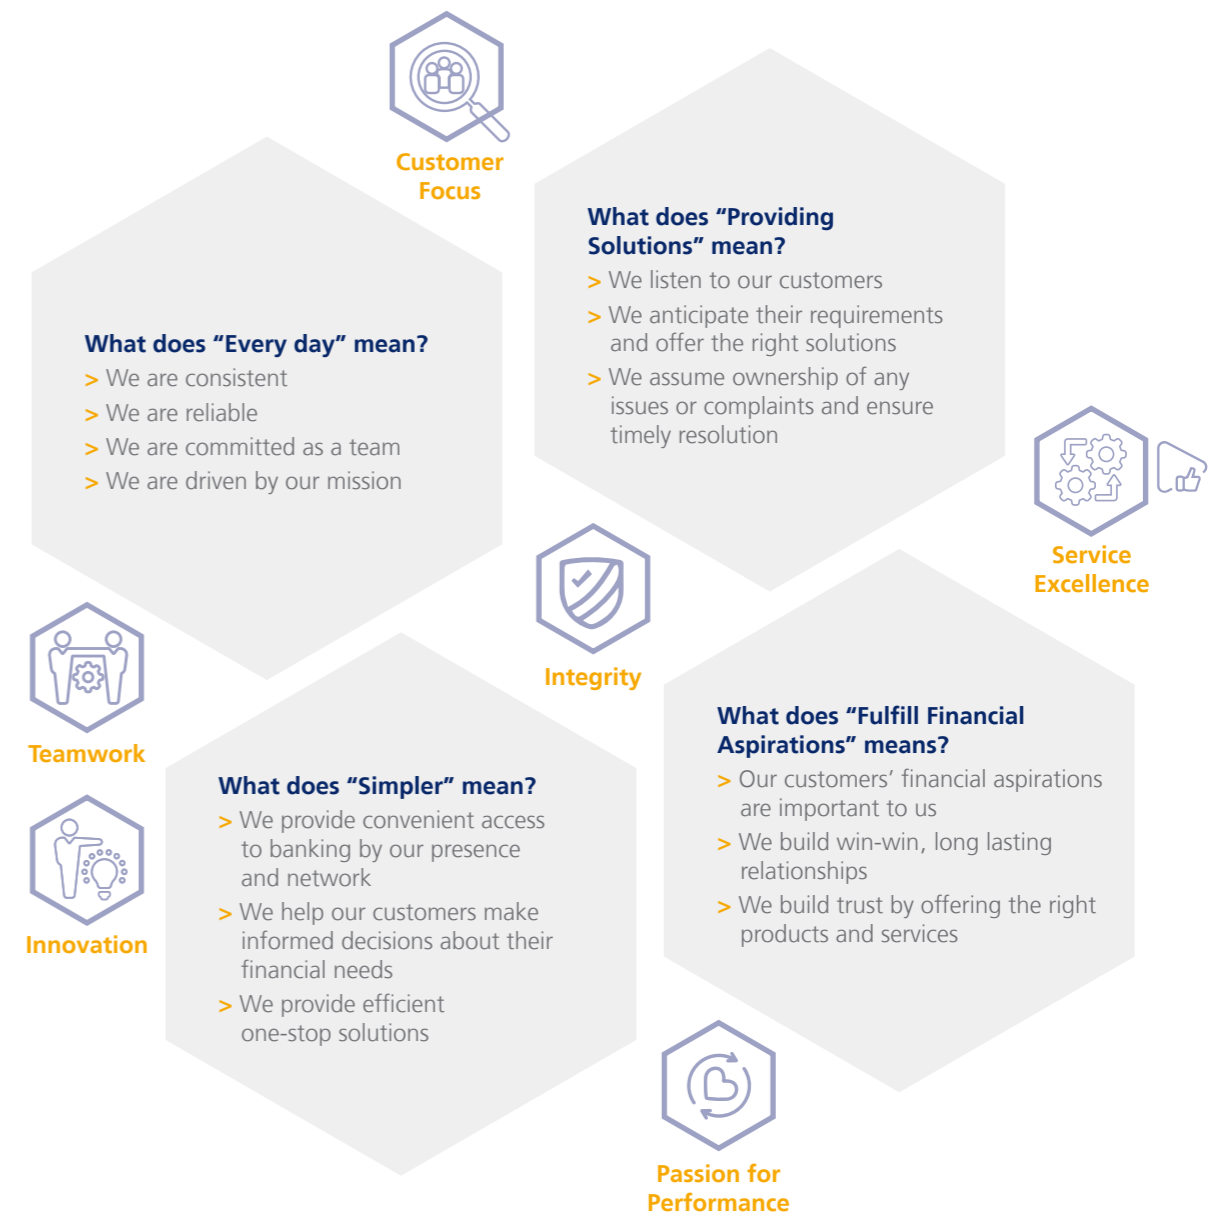 Customer
Focus
What does “Every day” mean?
> We are consistent
> We are reliable
> We are committed as a team
> We are driven by our mission
What does “Providing
Solutions” mean?
> We listen to our customers
> We anticipate their requirements
and offer the right solutions
> We assume ownership of any
issues or complaints and ensure
timely resolution
Service
Excellence
Integrity
Teamwork
Innovation
What does “Simpler” mean?
> We provide convenient access
to banking by our presence
and network
> We help our customers make
informed decisions about their
financial needs
> We provide efficient
one-stop solutions
What does “Fulfill Financial
Aspirations” means?
> Our customers’ financial aspirations
are important to us
> We build win-win, long lasting
relationships
> We build trust by offering the right
products and services
Passion for
Performance